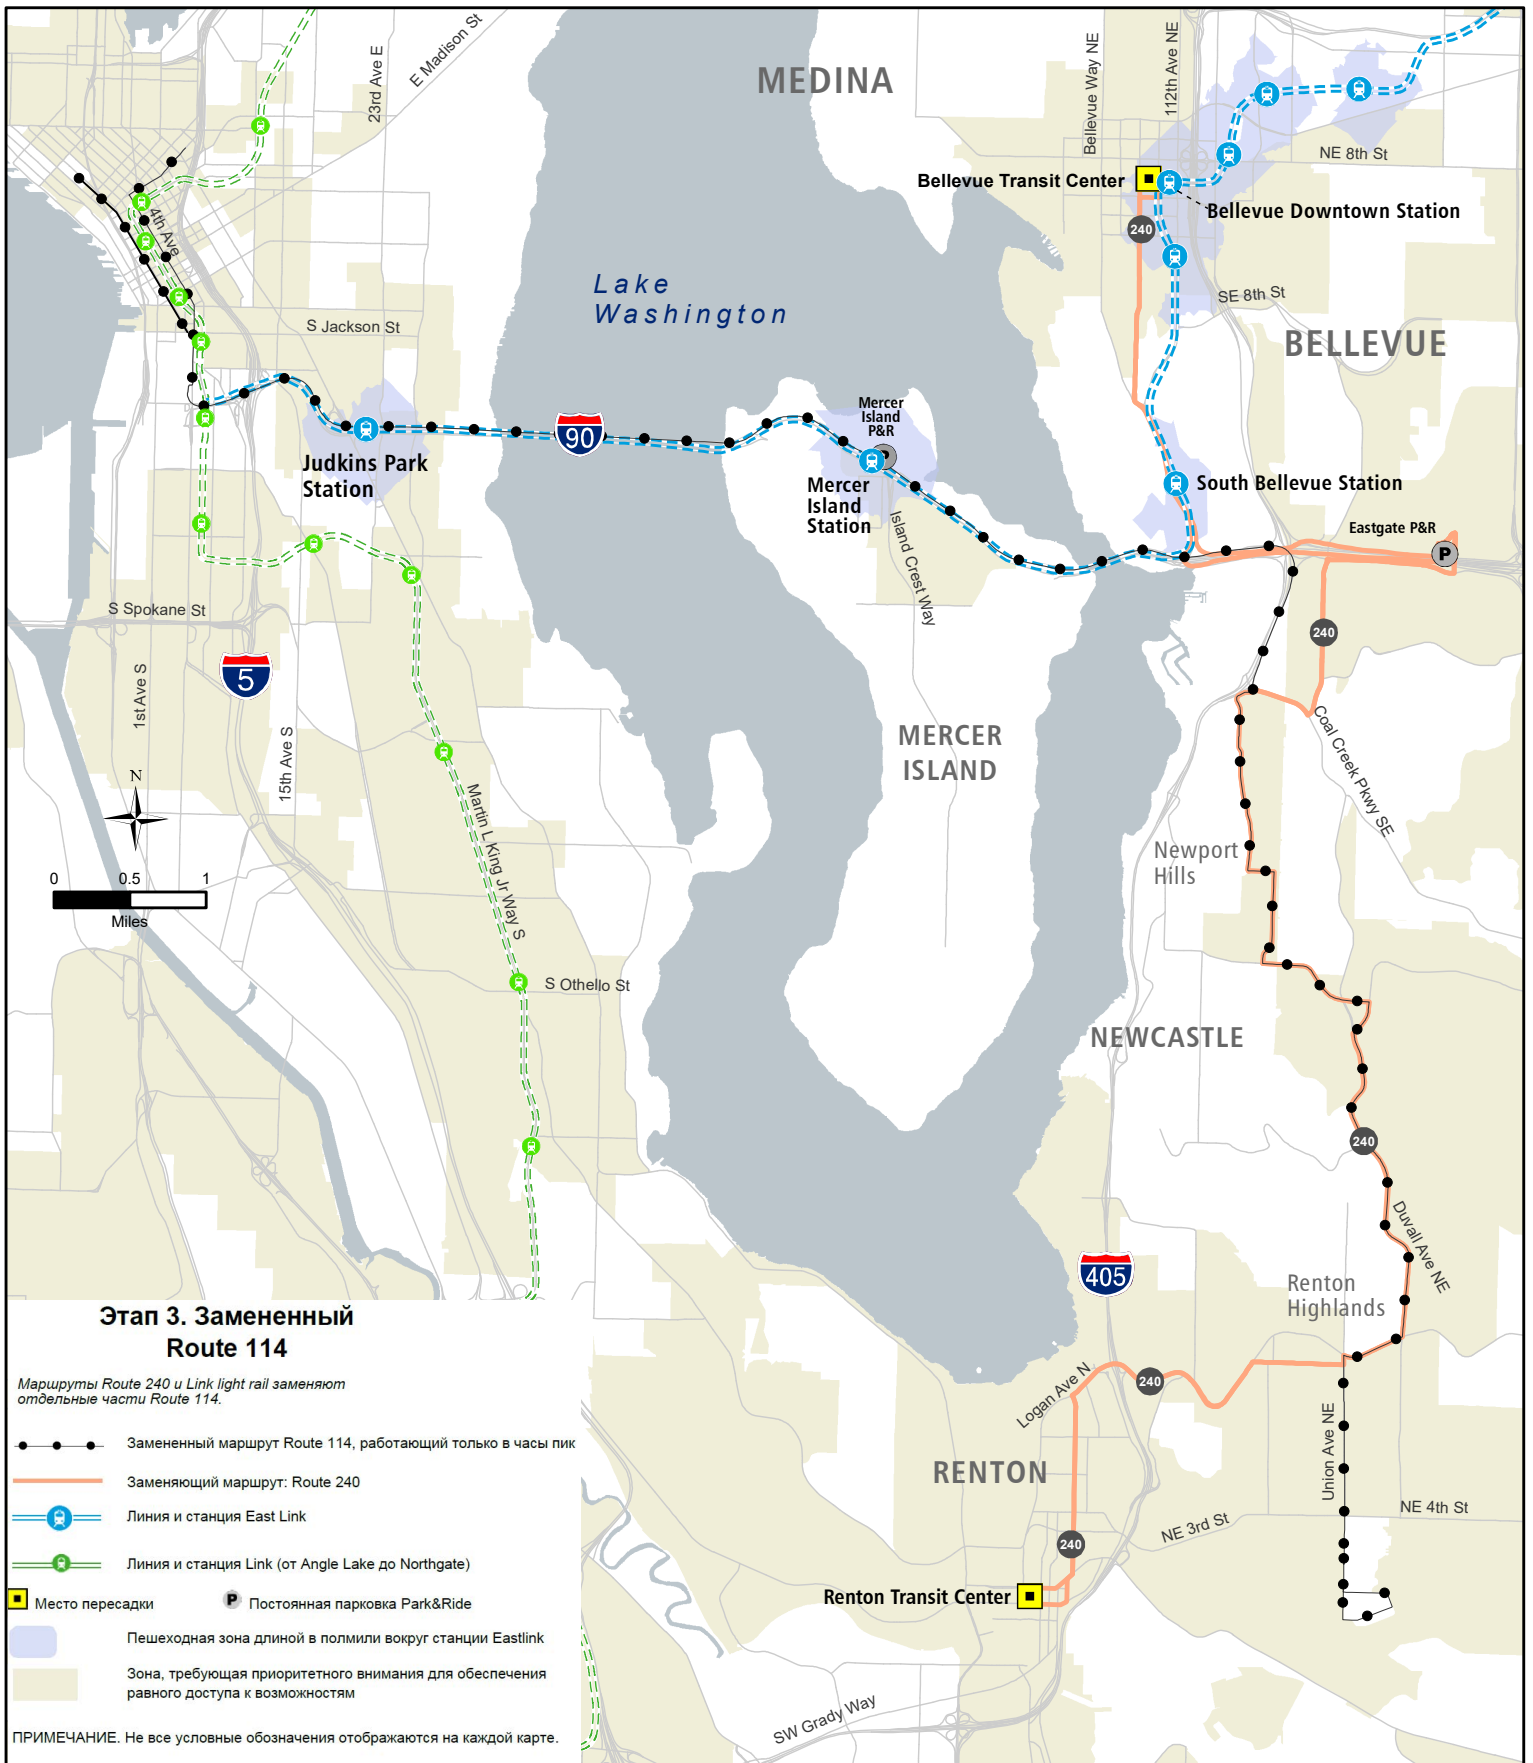 MEDINA
23rd Ave E
E Madison St
Bellevue Way NE
112th Ave NE
NE 8th St
Bellevue Transit Center
Bellevue Downtown Station
240
4th Ave
Lake
Washington
SE 8th St
S Jackson St
BELLEVUE
90
Mercer
Island
P&R
Judkins Park
Station
Mercer
Island
Station
South Bellevue Station
Island Crest Way
Eastgate P&R
P
S Spokane St
240
5
1st Ave S
15th Ave S
MERCER
ISLAND
Coal Creek Pkwy SE
N
Martin L King Jr Way S
Newport
Hills
0 0.5 1
Miles
S Othello St
NEWCASTLE
240
Duvall Ave NE
405
Renton
Highlands
Logan Ave N
240
Union Ave NE
RENTON
NE 4th St
NE 3rd St
240
Renton Transit Center
SW Grady Way
Этап 3. Замененный
Route 114
Маршруты Route 240 и Link light rail заменяют
отдельные части Route 114.
Замененный маршрут Route 114, работающий только в часы пик
Заменяющий маршрут: Route 240
Линия и станция East Link
Линия и станция Link (от Angle Lake до Northgate)
Место пересадки
P Постоянная парковка Park&Ride
Пешеходная зона длиной в полмили вокруг станции Eastlink
Зона, требующая приоритетного внимания для обеспечения
равного доступа к возможностям
ПРИМЕЧАНИЕ. Не все условные обозначения отображаются на каждой карте.